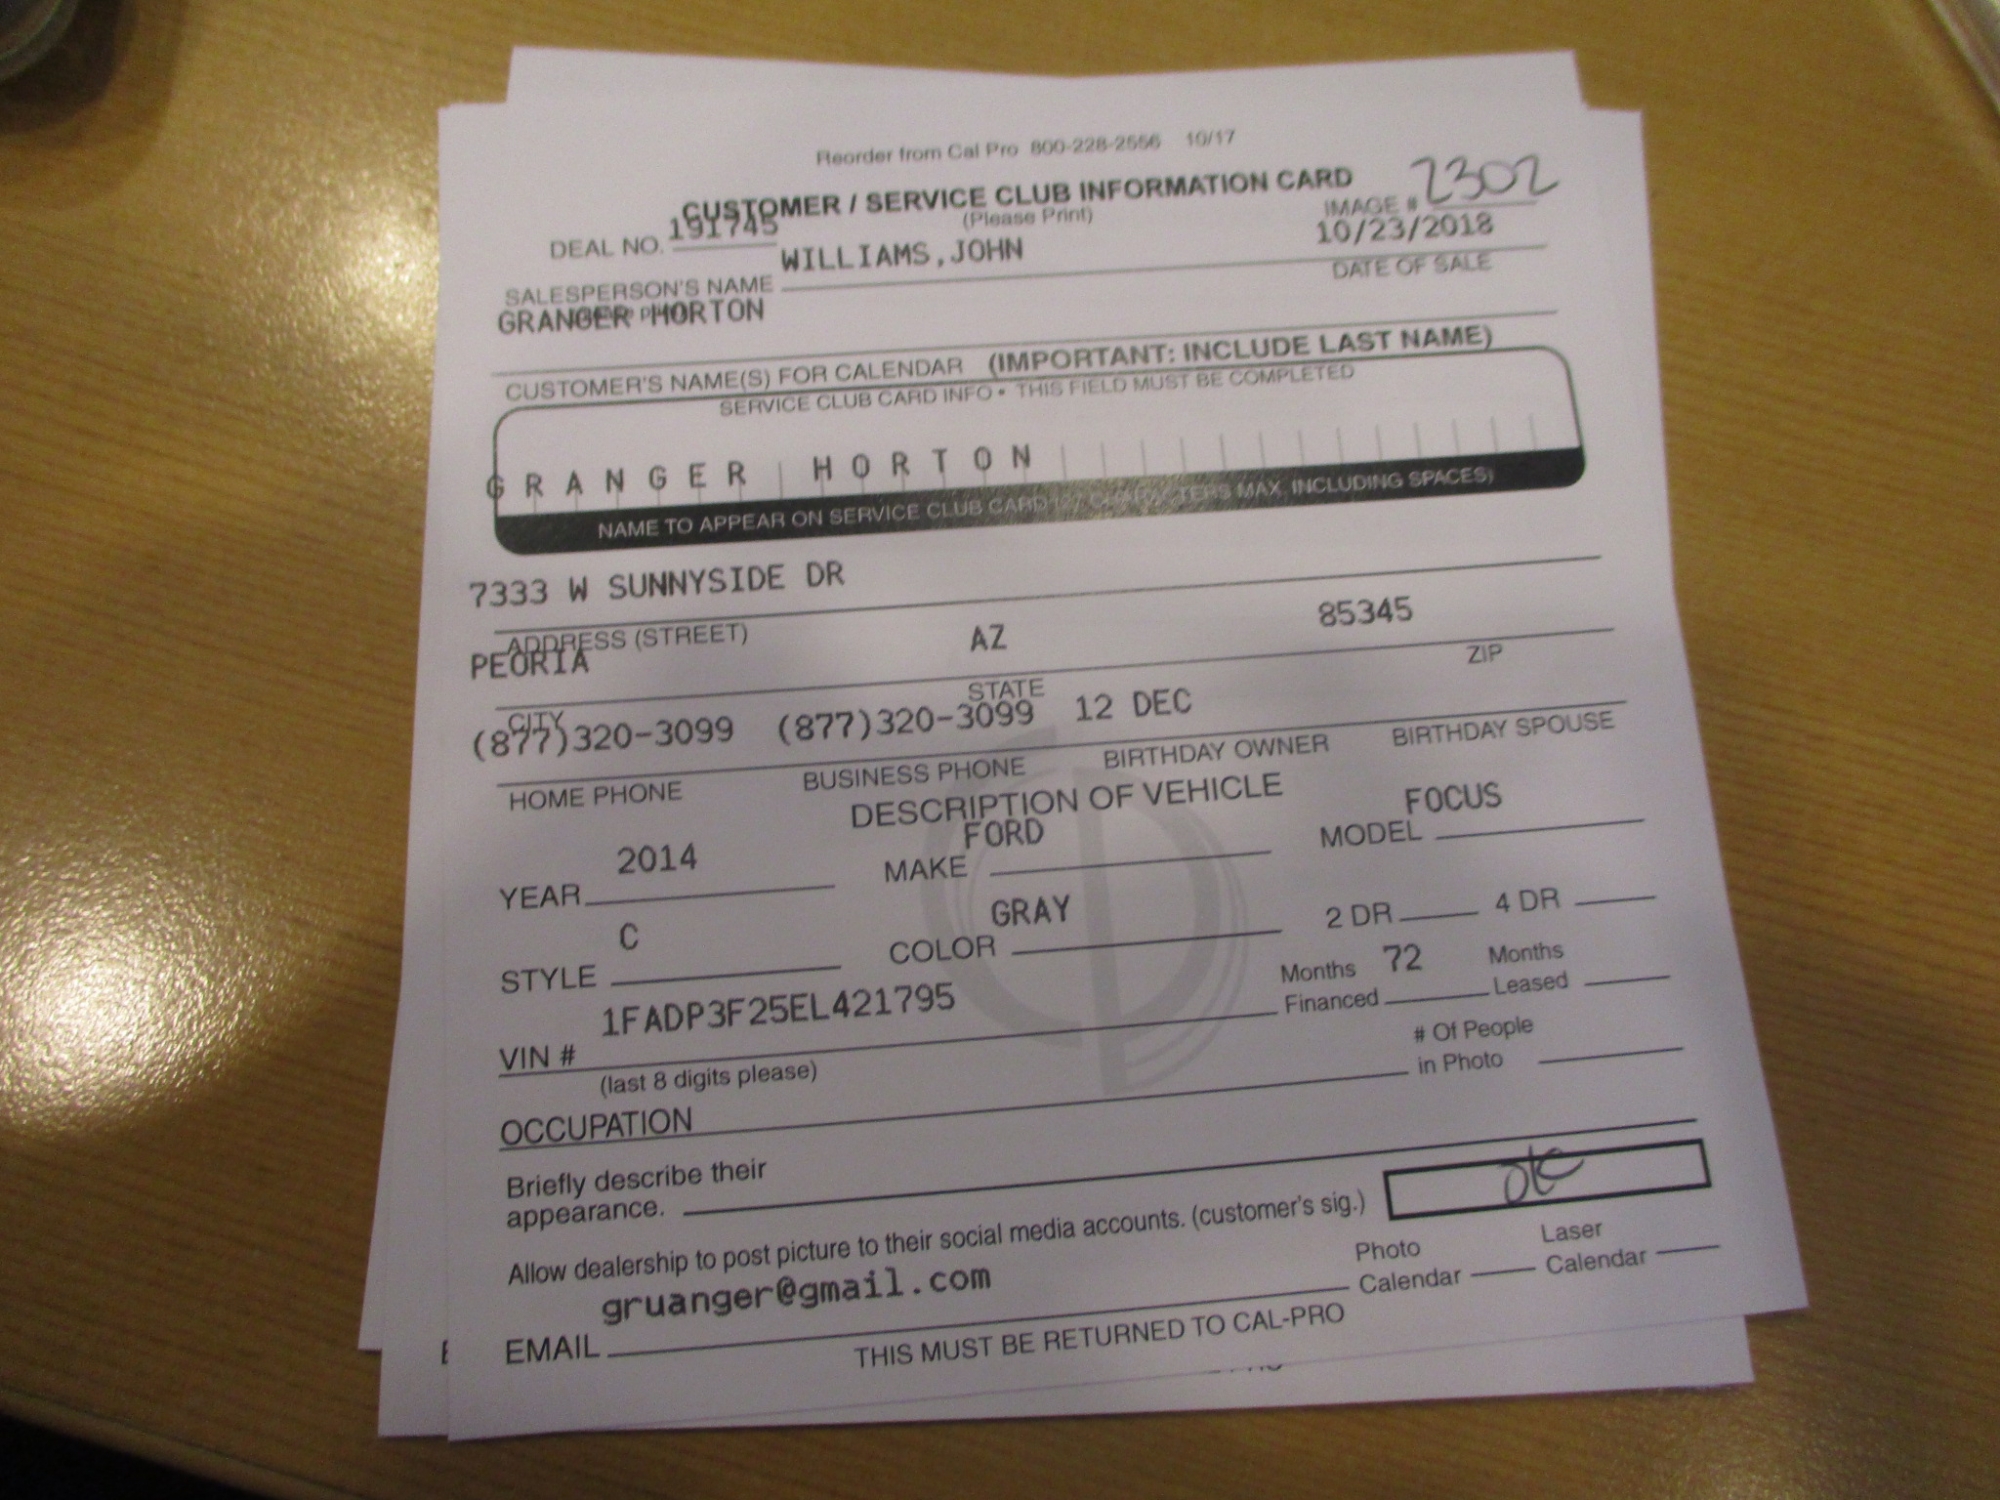 Reorder from Cal Pro 800-228-2556 10/17
CUSTOMER / SERVICE CLUB INFORMATION CARD
(Please Print)
IMAGE # 2302
DEAL NO. 191745
10/23/2018
WILLIAMS,JOHN
SALESPERSON'S NAME
DATE OF SALE
GRANGER HORTON
CUSTOMER'S NAME(S) FOR CALENDAR (IMPORTANT: INCLUDE LAST NAME)
SERVICE CLUB CARD INFO • THIS FIELD MUST BE COMPLETED
GRANGER HORTON
NAME TO APPEAR ON SERVICE CLUB CARD CHARACTERS MAX. INCLUDING SPACES)
7333 W SUNNYSIDE DR
ADDRESS (STREET)
PEORIA AZ 85345
CITY STATE ZIP
(877)320-3099 (877)320-3099 12 DEC
HOME PHONE BUSINESS PHONE BIRTHDAY OWNER BIRTHDAY SPOUSE
DESCRIPTION OF VEHICLE
YEAR 2014 MAKE FORD MODEL FOCUS
STYLE C COLOR GRAY 2 DR 4 DR
Months Financed 72 Months Leased
VIN # 1FADP3F25EL421795
(last 8 digits please)
# Of People in Photo
OCCUPATION
Briefly describe their
appearance.
Allow dealership to post picture to their social media accounts. (customer's sig.) OK
Photo Calendar Laser Calendar
EMAIL gruanger@gmail.com
THIS MUST BE RETURNED TO CAL-PRO